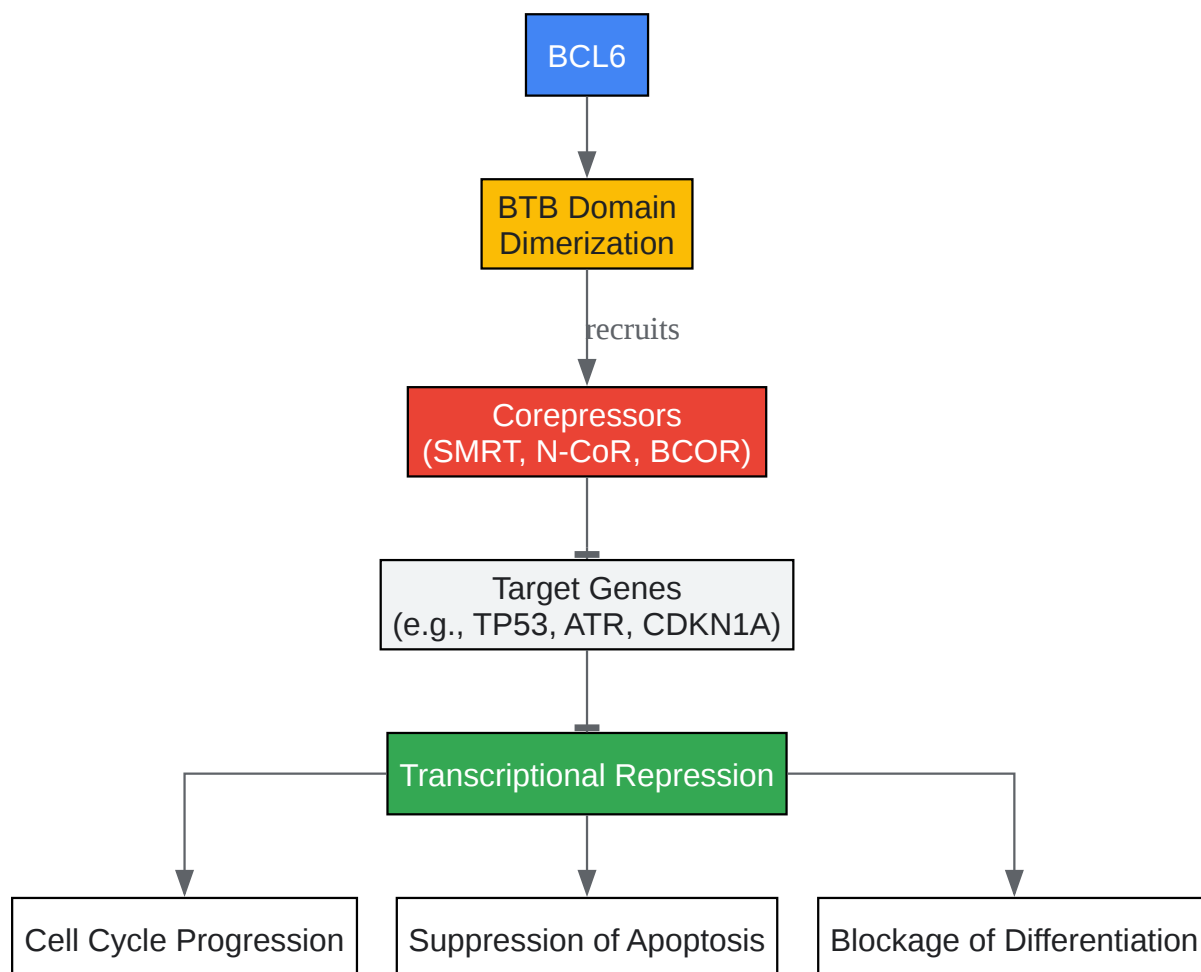 BCL6
BTB Domain
Dimerization
recruits
Corepressors
(SMRT, N-CoR, BCOR)
Target Genes
(e.g., TP53, ATR, CDKN1A)
Transcriptional Repression
Cell Cycle Progression
Suppression of Apoptosis
Blockage of Differentiation